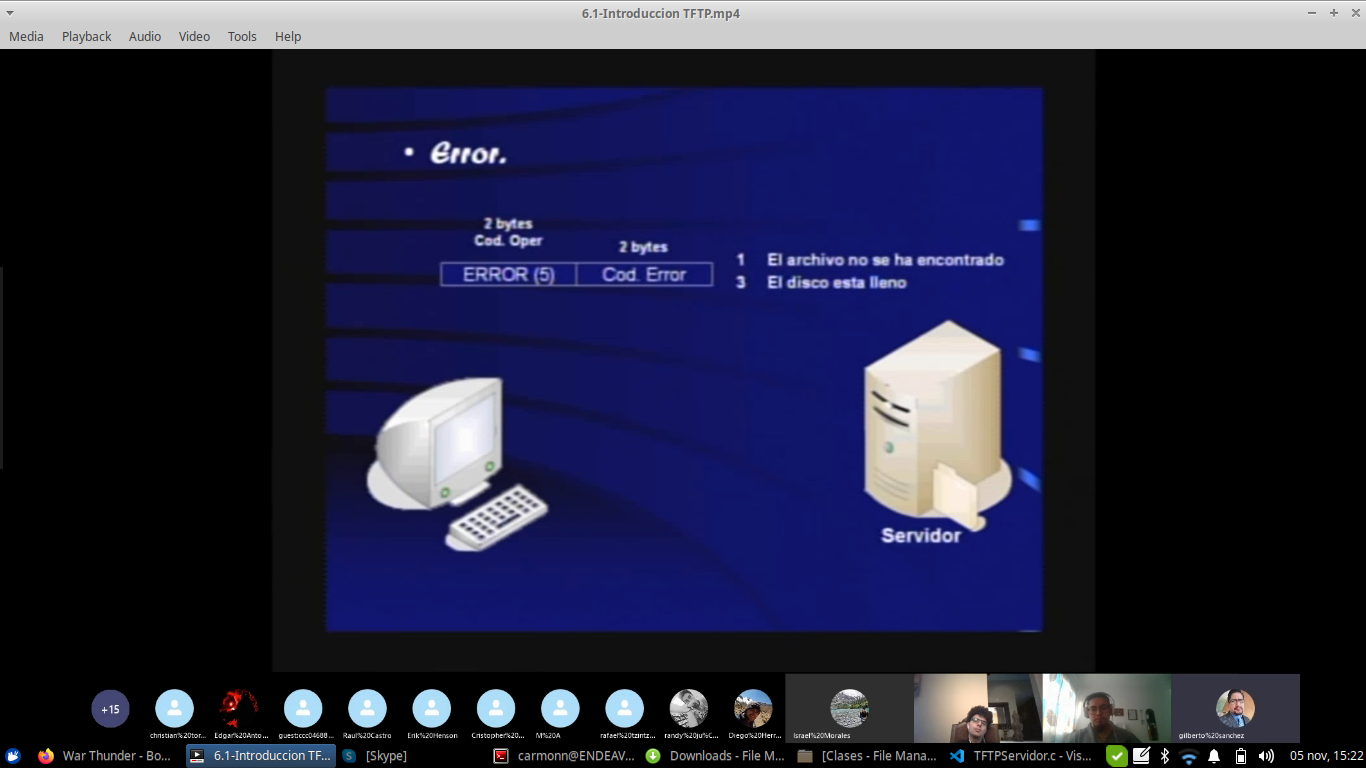 6.1-Introduccion TFTP.mp4
Media Playback Audio Video Tools Help
• Error.
2 bytes
Cod. Oper
2 bytes
ERROR (5) Cod. Error
1 El archivo no se ha encontrado
3 El disco esta lleno
Servidor
+15
christian%20tor...
Edgar%20Anto...
guestccc04688...
Raul%20Castro
Erik%20Henson
Cristopher%20...
M%20A
rafael%20tzintz...
randy%20ju%C...
Diego%20Herr...
Israel%20Morales
gilberto%20sanchez
War Thunder - Bo...
6.1-Introduccion TF...
[Skype]
carmonn@ENDEAV...
Downloads - File M...
[Clases - File Mana...
TFTPServidor.c - Vis...
05 nov, 15:22